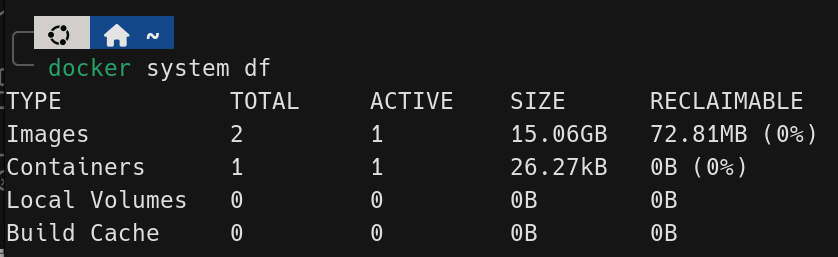 ~
docker system df
TYPE TOTAL ACTIVE SIZE RECLAIMABLE
Images 2 1 15.06GB 72.81MB (0%)
Containers 1 1 26.27kB 0B (0%)
Local Volumes 0 0 0B 0B
Build Cache 0 0 0B 0B